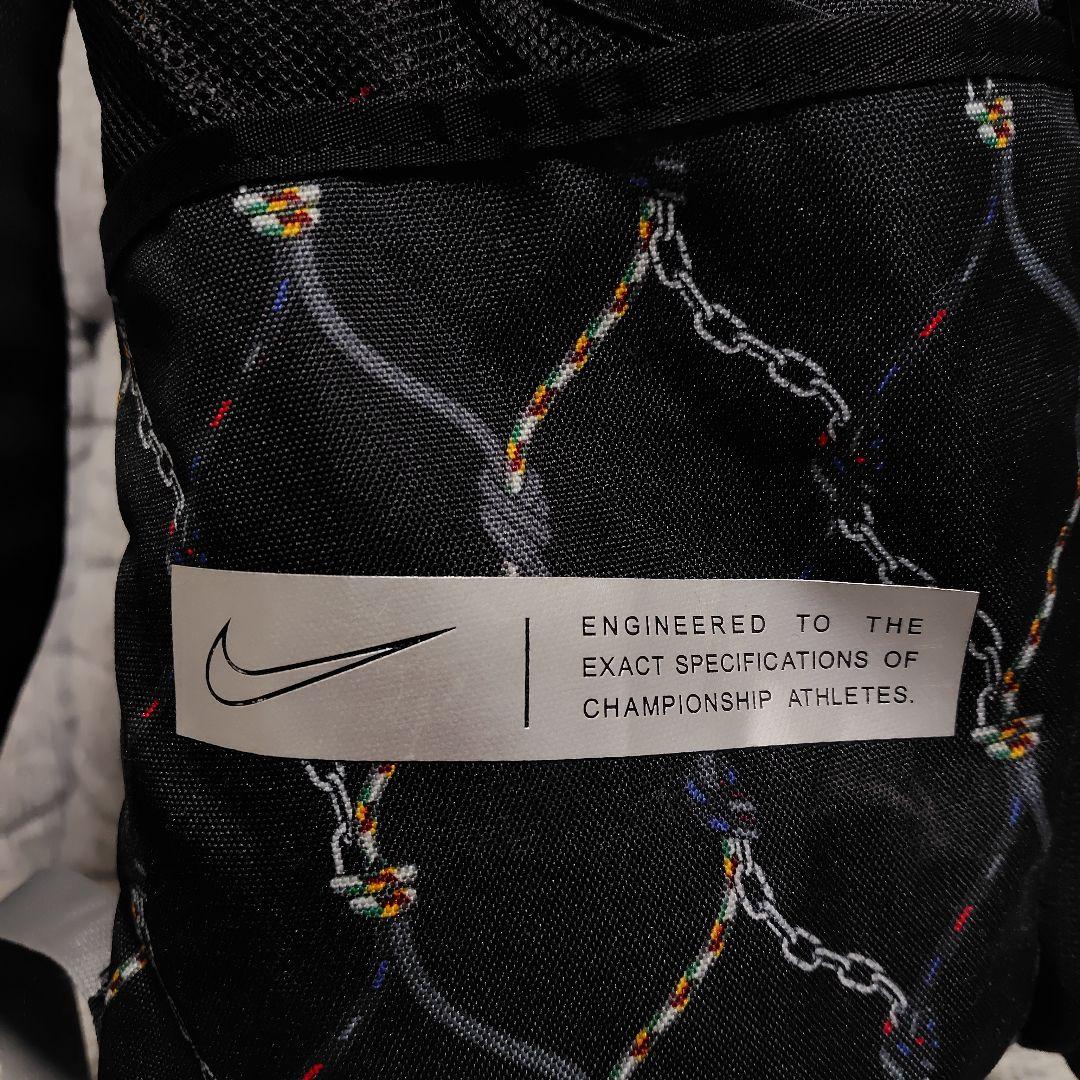 ENGINEERED TO THE
EXACT SPECIFICATIONS OF
CHAMPIONSHIP ATHLETES.